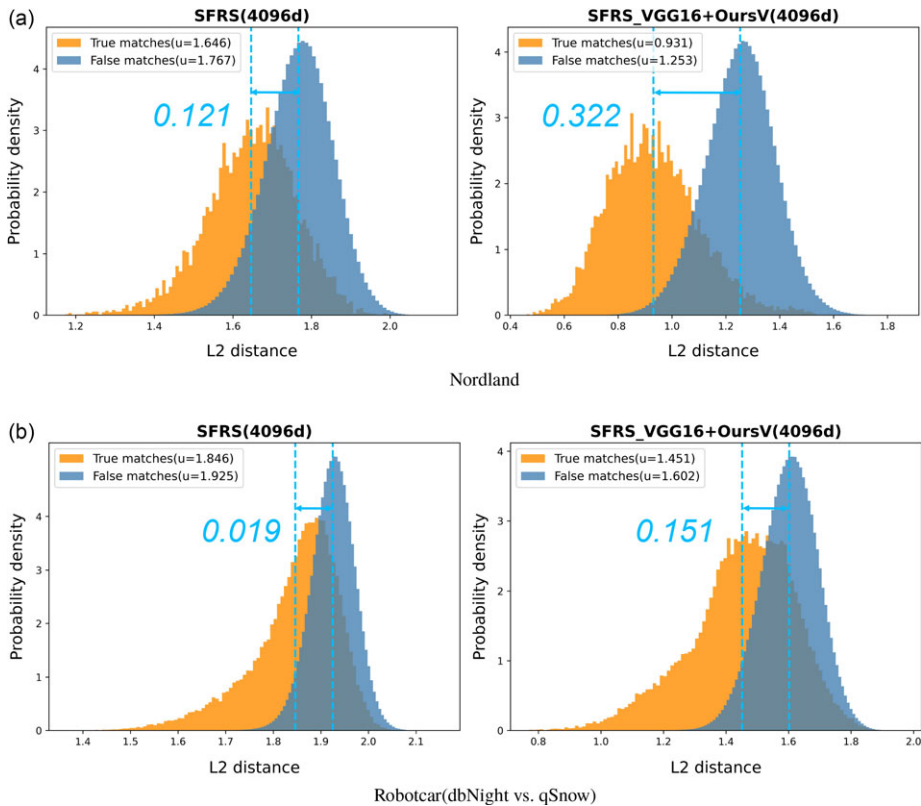 (a)
SFRS(4096d)
True matches(u=1.646)
False matches(u=1.767)
0.121
Probability density
4
3
2
1
0
1.2 1.4 1.6 1.8 2.0
L2 distance
SFRS_VGG16+OursV(4096d)
True matches(u=0.931)
False matches(u=1.253)
0.322
Probability density
4
3
2
1
0
0.4 0.6 0.8 1.0 1.2 1.4 1.6 1.8
L2 distance
Nordland
(b)
SFRS(4096d)
True matches(u=1.846)
False matches(u=1.925)
0.019
Probability density
5
4
3
2
1
0
1.4 1.5 1.6 1.7 1.8 1.9 2.0 2.1
L2 distance
SFRS_VGG16+OursV(4096d)
True matches(u=1.451)
False matches(u=1.602)
0.151
Probability density
4
3
2
1
0
0.8 1.0 1.2 1.4 1.6 1.8 2.0
L2 distance
Robotcar(dbNight vs. qSnow)